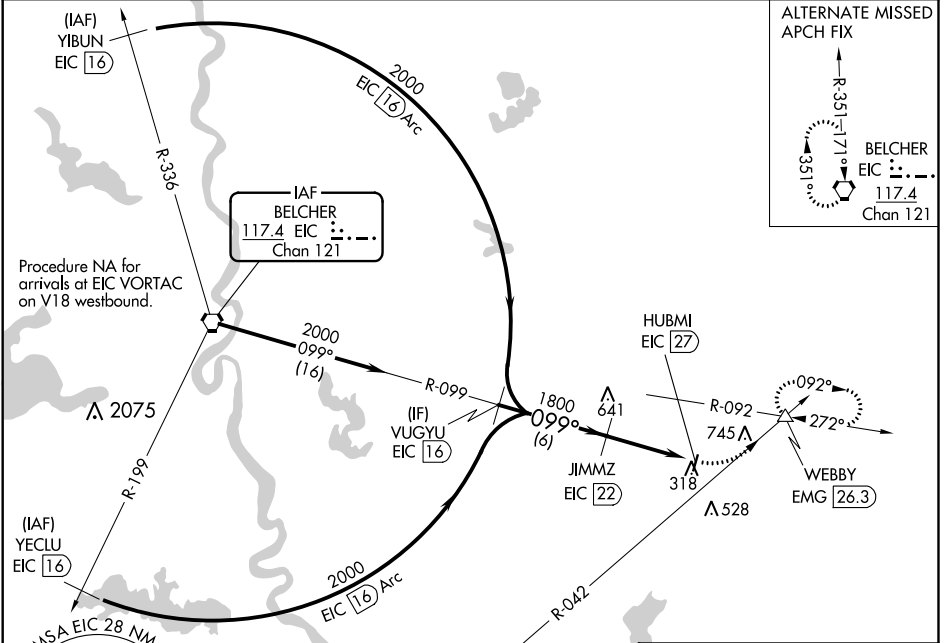 (IAF)
YIBUN
EIC 16
2000
EIC 16 Arc
R-336
IAF
BELCHER
117.4 EIC
Chan 121
Procedure NA for
arrivals at EIC VORTAC
on V18 westbound.
2000
099°
(16)
R-099
(IF)
VUGYU
EIC 16
1800
099°
(6)
641
JIMMZ
EIC 22
HUBMI
EIC 27
R-092
745
318
528
092°
272°
WEBBY
EMG 26.3
2075
R-199
(IAF)
YECLU
EIC 16
2000
EIC 16 Arc
R-042
MSA EIC 28 NM
ALTERNATE MISSED
APCH FIX
R-351
171°
351°
BELCHER
EIC
117.4
Chan 121